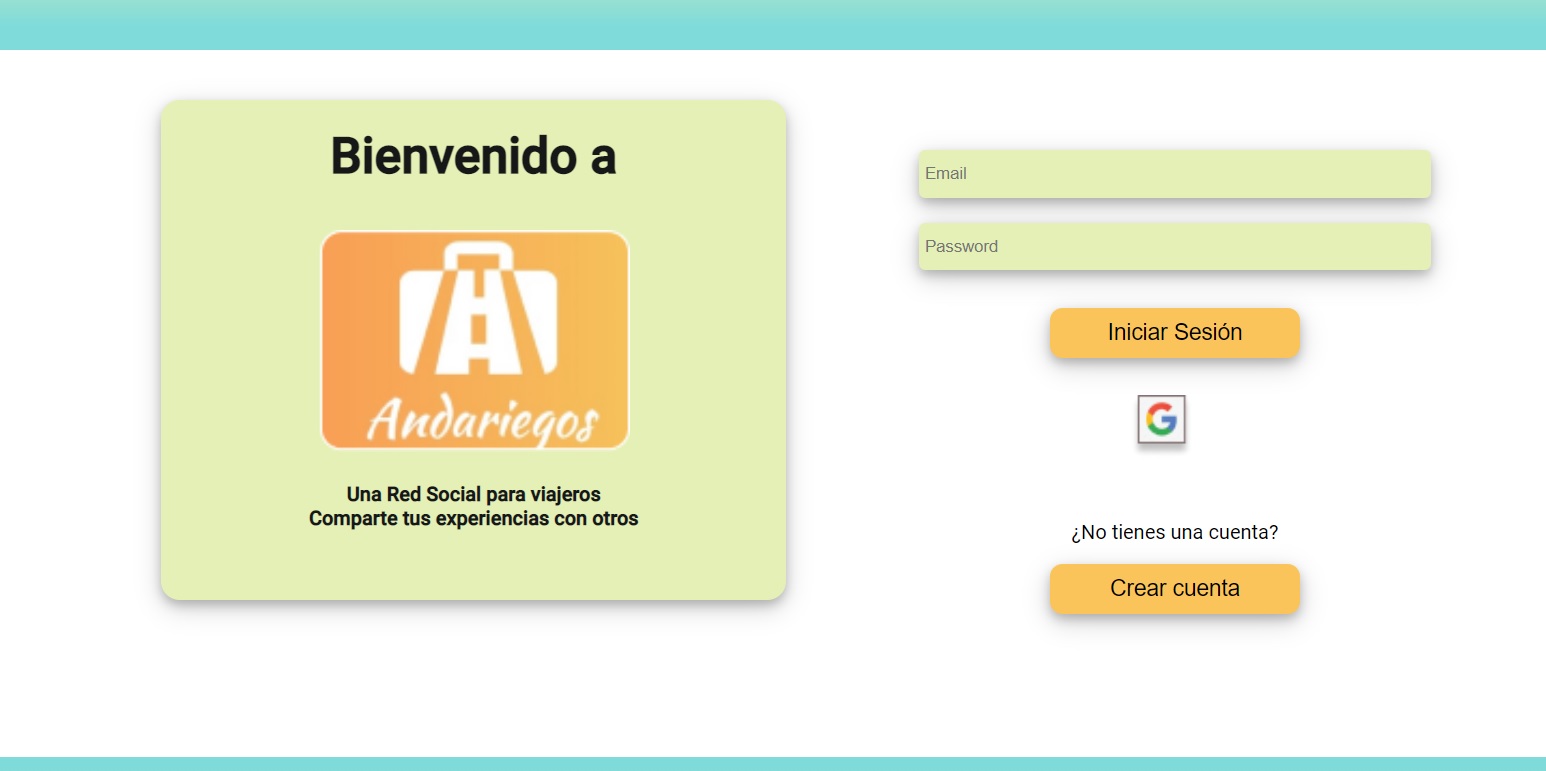 Bienvenido a
Andariegos
Una Red Social para viajeros
Comparte tus experiencias con otros
Email
Password
Iniciar Sesión
G
¿No tienes una cuenta?
Crear cuenta